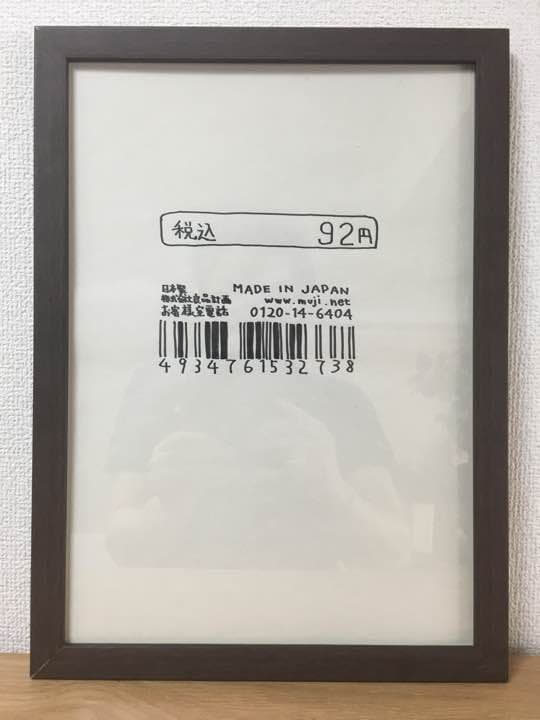 税込 92円
日本製 MADE IN JAPAN
株式会社良品計画 www.muji.net
お客様室電話 0120-14-6404
4934761532738